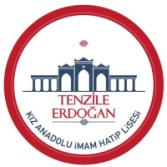 TENZİLE
ERDOĞAN
KIZ ANADOLU İMAM HATİP LİSESİ